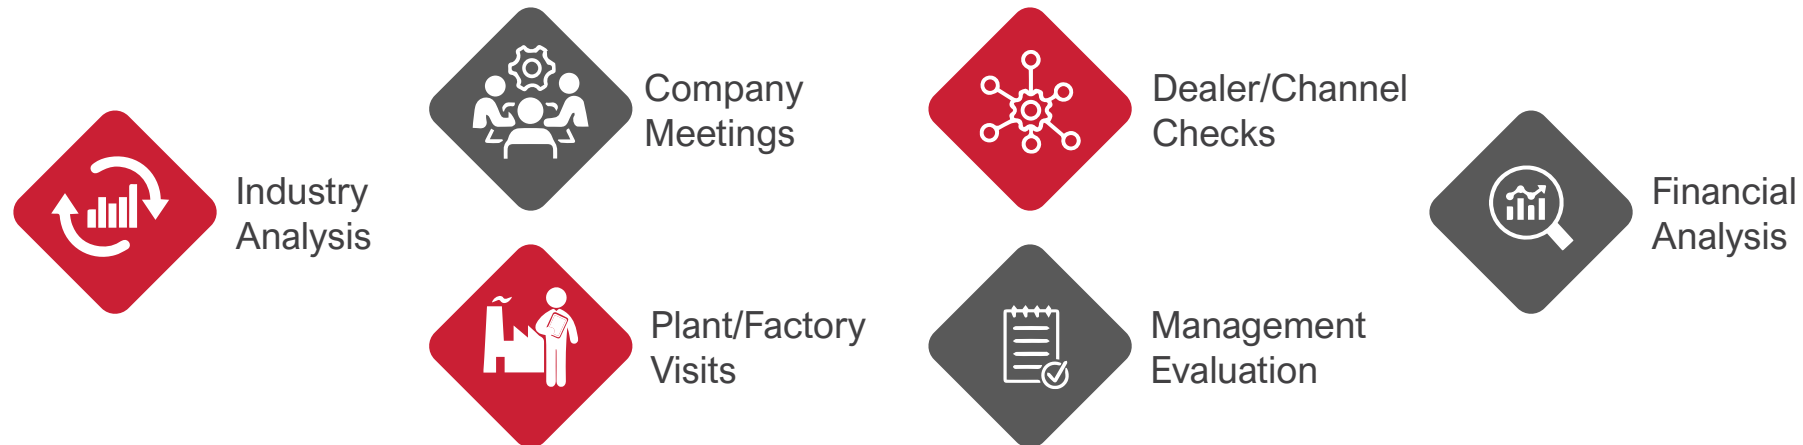 Industry
Analysis
Company
Meetings
Plant/Factory
Visits
Dealer/Channel
Checks
Management
Evaluation
Financial
Analysis